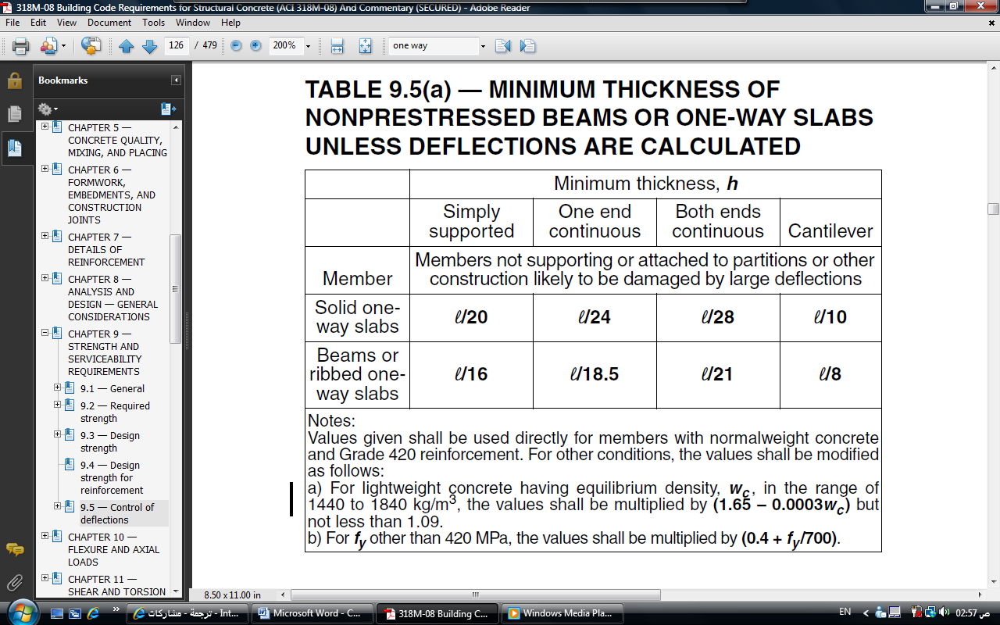 318M-08 Building Code Requirements for Structural Concrete (ACI 318M-08) And Commentary (SECURED) - Adobe Reader
File Edit View Document Tools Window Help
126 / 479 200% one way
Bookmarks
CHAPTER 5 —
CONCRETE QUALITY,
MIXING, AND PLACING
CHAPTER 6 —
FORMWORK,
EMBEDMENTS, AND
CONSTRUCTION
JOINTS
CHAPTER 7 —
DETAILS OF
REINFORCEMENT
CHAPTER 8 —
ANALYSIS AND
DESIGN — GENERAL
CONSIDERATIONS
CHAPTER 9 —
STRENGTH AND
SERVICEABILITY
REQUIREMENTS
9.1 — General
9.2 — Required
strength
9.3 — Design
strength
9.4 — Design
strength for
reinforcement
9.5 — Control of
deflections
CHAPTER 10 —
FLEXURE AND AXIAL
LOADS
CHAPTER 11 —
SHEAR AND TORSION
TABLE 9.5(a) — MINIMUM THICKNESS OF
NONPRESTRESSED BEAMS OR ONE-WAY SLABS
UNLESS DEFLECTIONS ARE CALCULATED
Minimum thickness, h
Simply
supported
One end
continuous
Both ends
continuous
Cantilever
Member
Members not supporting or attached to partitions or other
construction likely to be damaged by large deflections
Solid one-
way slabs
ℓ/20 ℓ/24 ℓ/28 ℓ/10
Beams or
ribbed one-
way slabs
ℓ/16 ℓ/18.5 ℓ/21 ℓ/8
Notes:
Values given shall be used directly for members with normalweight concrete
and Grade 420 reinforcement. For other conditions, the values shall be modified
as follows:
a) For lightweight concrete having equilibrium density, wc, in the range of
1440 to 1840 kg/m³, the values shall be multiplied by (1.65 – 0.0003wc) but
not less than 1.09.
b) For fy other than 420 MPa, the values shall be multiplied by (0.4 + fy/700).
8.50 x 11.00 in
ترجمة - مشاركات - Int...
Microsoft Word - C...
318M-08 Building C...
Windows Media Pla...
EN
02:57 ص